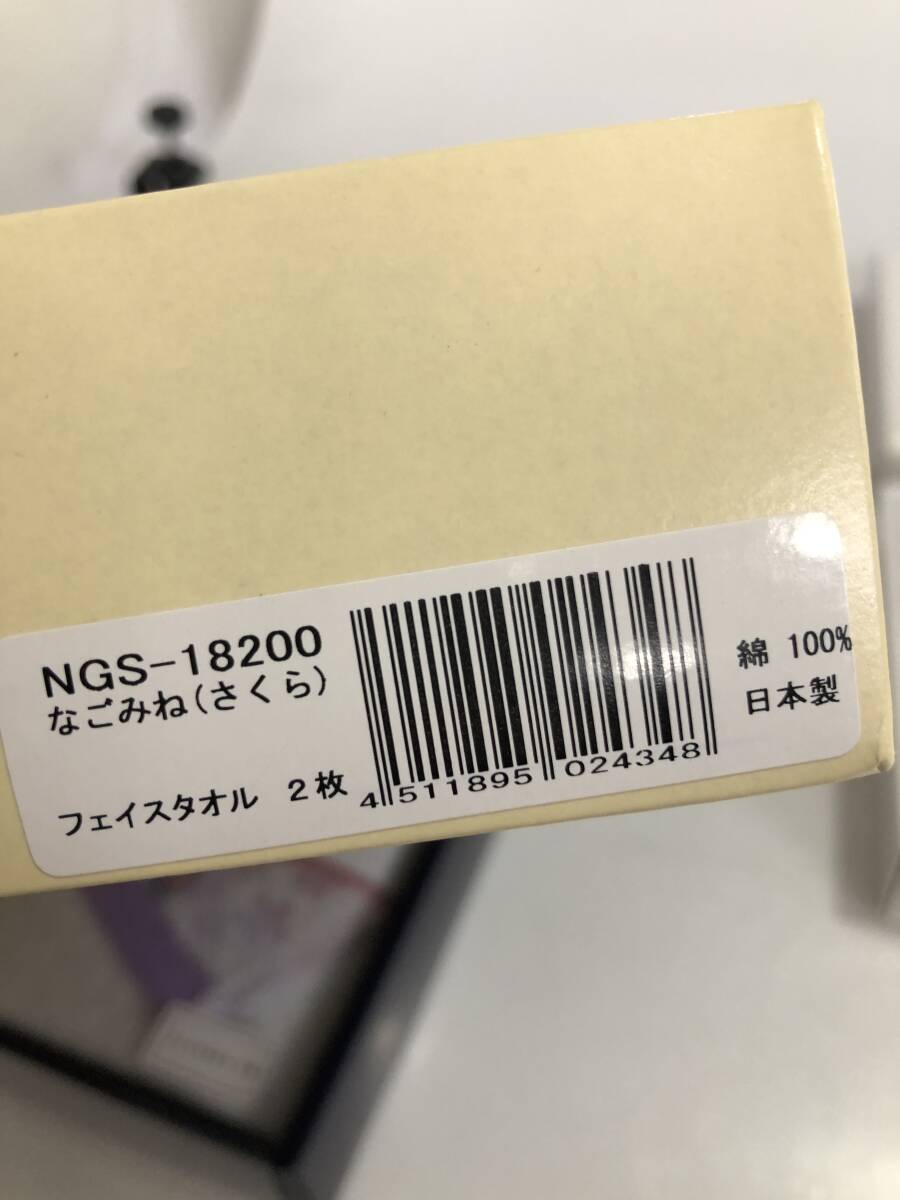 NGS-18200
なごみね(さくら)
フェイスタオル 2枚
4 511895 024348
綿 100%
日本製